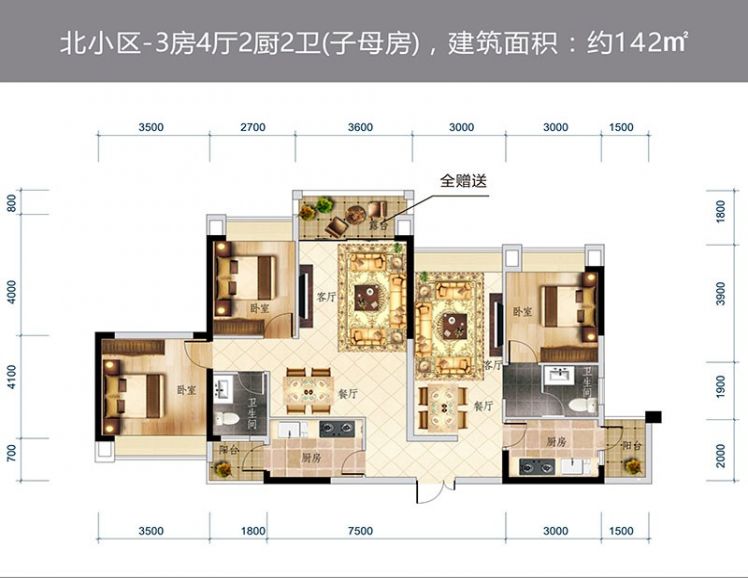 北小区-3房4厅2厨2卫(子母房)，建筑面积：约142㎡
3500 2700 3600 3000 3000 1500
全赠送
800
1800
露台
4000
3900
卧室
客厅
卧室
客厅
4100
1900
卧室
卫生间
餐厅
餐厅
卫生间
700
2000
阳台
厨房
厨房
阳台
3500 1800 7500 3000 1500